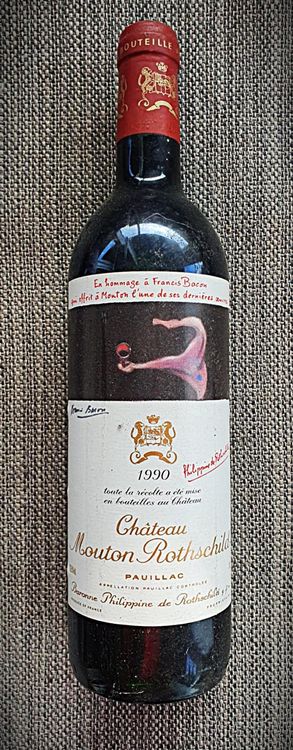 BOUTEILLE
En hommage à Francis Bacon
qui offrit à Mouton l'une de ses dernières
Francis Bacon
Philippine de Rothschild
1990
toute la récolte a été mise
en bouteilles au Château
Château
Mouton Rothschild
PAUILLAC
APPELLATION PAUILLAC CONTRÔLÉE
Baronne Philippine de Rothschild